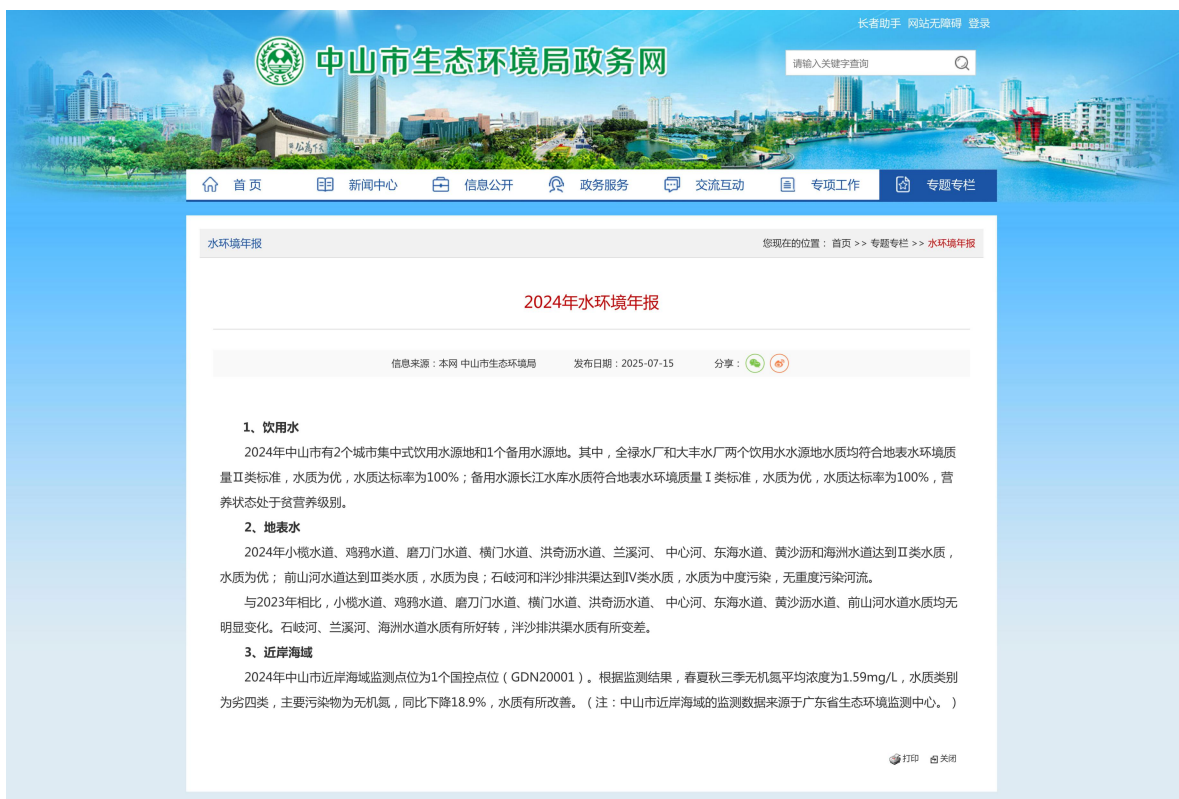 长者助手 网站无障碍 登录
ZSEE
中山市生态环境局政务网
请输入关键字查询
首页 新闻中心 信息公开 政务服务 交流互动 专项工作 专题专栏
水环境年报
您现在的位置： 首页 >> 专题专栏 >> 水环境年报
2024年水环境年报
信息来源：本网 中山市生态环境局 发布日期：2025-07-15 分享：
1、饮用水
2024年中山市有2个城市集中式饮用水源地和1个备用水源地。其中，全禄水厂和大丰水厂两个饮用水水源地水质均符合地表水环境质
量Ⅱ类标准，水质为优，水质达标率为100%；备用水源长江水库水质符合地表水环境质量Ⅰ类标准，水质为优，水质达标率为100%，营
养状态处于贫营养级别。
2、地表水
2024年小榄水道、鸡鸦水道、磨刀门水道、横门水道、洪奇沥水道、兰溪河、 中心河、东海水道、黄沙沥和海洲水道达到Ⅱ类水质，
水质为优； 前山河水道达到Ⅲ类水质，水质为良；石岐河和泮沙排洪渠达到IV类水质，水质为中度污染，无重度污染河流。
与2023年相比，小榄水道、鸡鸦水道、磨刀门水道、横门水道、洪奇沥水道、 中心河、东海水道、黄沙沥水道、前山河水道水质均无
明显变化。石岐河、兰溪河、海洲水道水质有所好转，泮沙排洪渠水质有所变差。
3、近岸海域
2024年中山市近岸海域监测点位为1个国控点位（GDN20001）。根据监测结果，春夏秋三季无机氮平均浓度为1.59mg/L，水质类别
为劣四类，主要污染物为无机氮，同比下降18.9%，水质有所改善。（注：中山市近岸海域的监测数据来源于广东省生态环境监测中心。）
打印 关闭